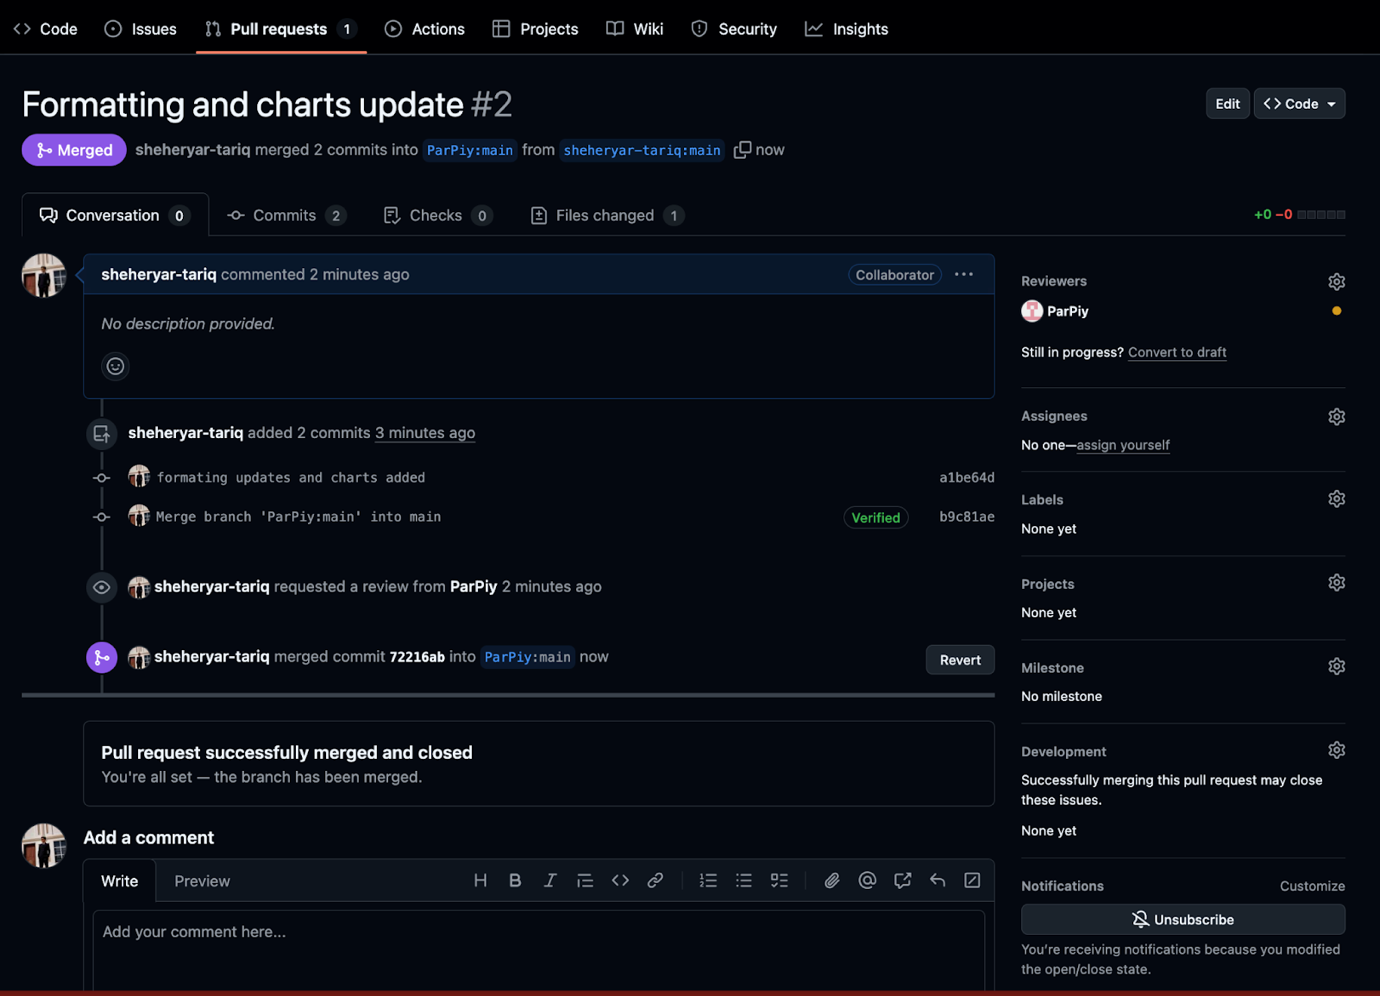 Code Issues Pull requests 1 Actions Projects Wiki Security Insights
Formatting and charts update #2
Edit Code
Merged sheheryar-tariq merged 2 commits into ParPiy:main from sheheryar-tariq:main now
Conversation 0 Commits 2 Checks 0 Files changed 1 +0 −0
sheheryar-tariq commented 2 minutes ago Collaborator
No description provided.
sheheryar-tariq added 2 commits 3 minutes ago
formating updates and charts added a1be64d
Merge branch 'ParPiy:main' into main Verified b9c81ae
sheheryar-tariq requested a review from ParPiy 2 minutes ago
sheheryar-tariq merged commit 72216ab into ParPiy:main now Revert
Pull request successfully merged and closed
You're all set — the branch has been merged.
Add a comment
Write Preview
Add your comment here...
Reviewers
ParPiy
Still in progress? Convert to draft
Assignees
No one—assign yourself
Labels
None yet
Projects
None yet
Milestone
No milestone
Development
Successfully merging this pull request may close
these issues.
None yet
Notifications Customize
Unsubscribe
You're receiving notifications because you modified
the open/close state.